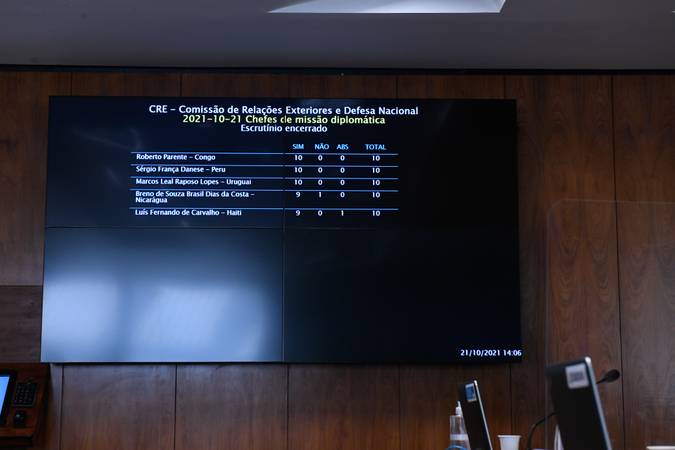 CRE - Comissão de Relações Exteriores e Defesa Nacional
2021-10-21 Chefes de missão diplomática
Escrutínio encerrado
SIM NÃO ABS TOTAL
Roberto Parente - Congo 10 0 0 10
Sérgio França Danese - Peru 10 0 0 10
Marcos Leal Raposo Lopes - Uruguai 10 0 0 10
Breno de Souza Brasil Dias da Costa - 9 1 0 10
Nicarágua
Luís Fernando de Carvalho - Haiti 9 0 1 10
21/10/2021 14:06